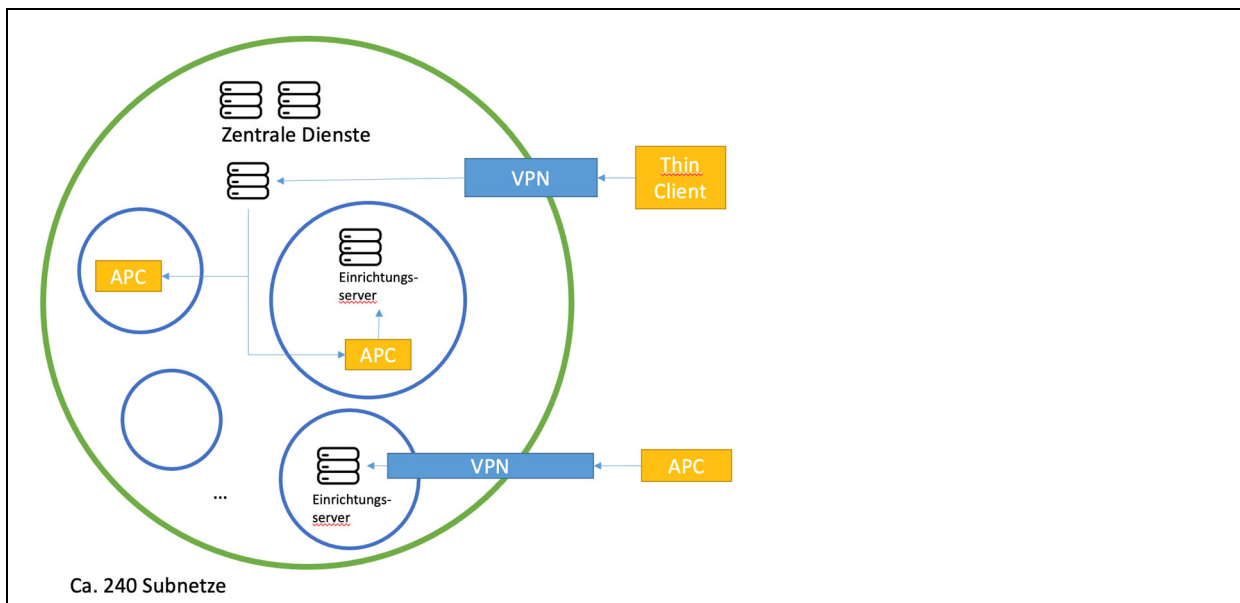 Zentrale Dienste
VPN
Thin
Client
APC
Einrichtungs-
server
APC
VPN
APC
Einrichtungs-
server
...
Ca. 240 Subnetze